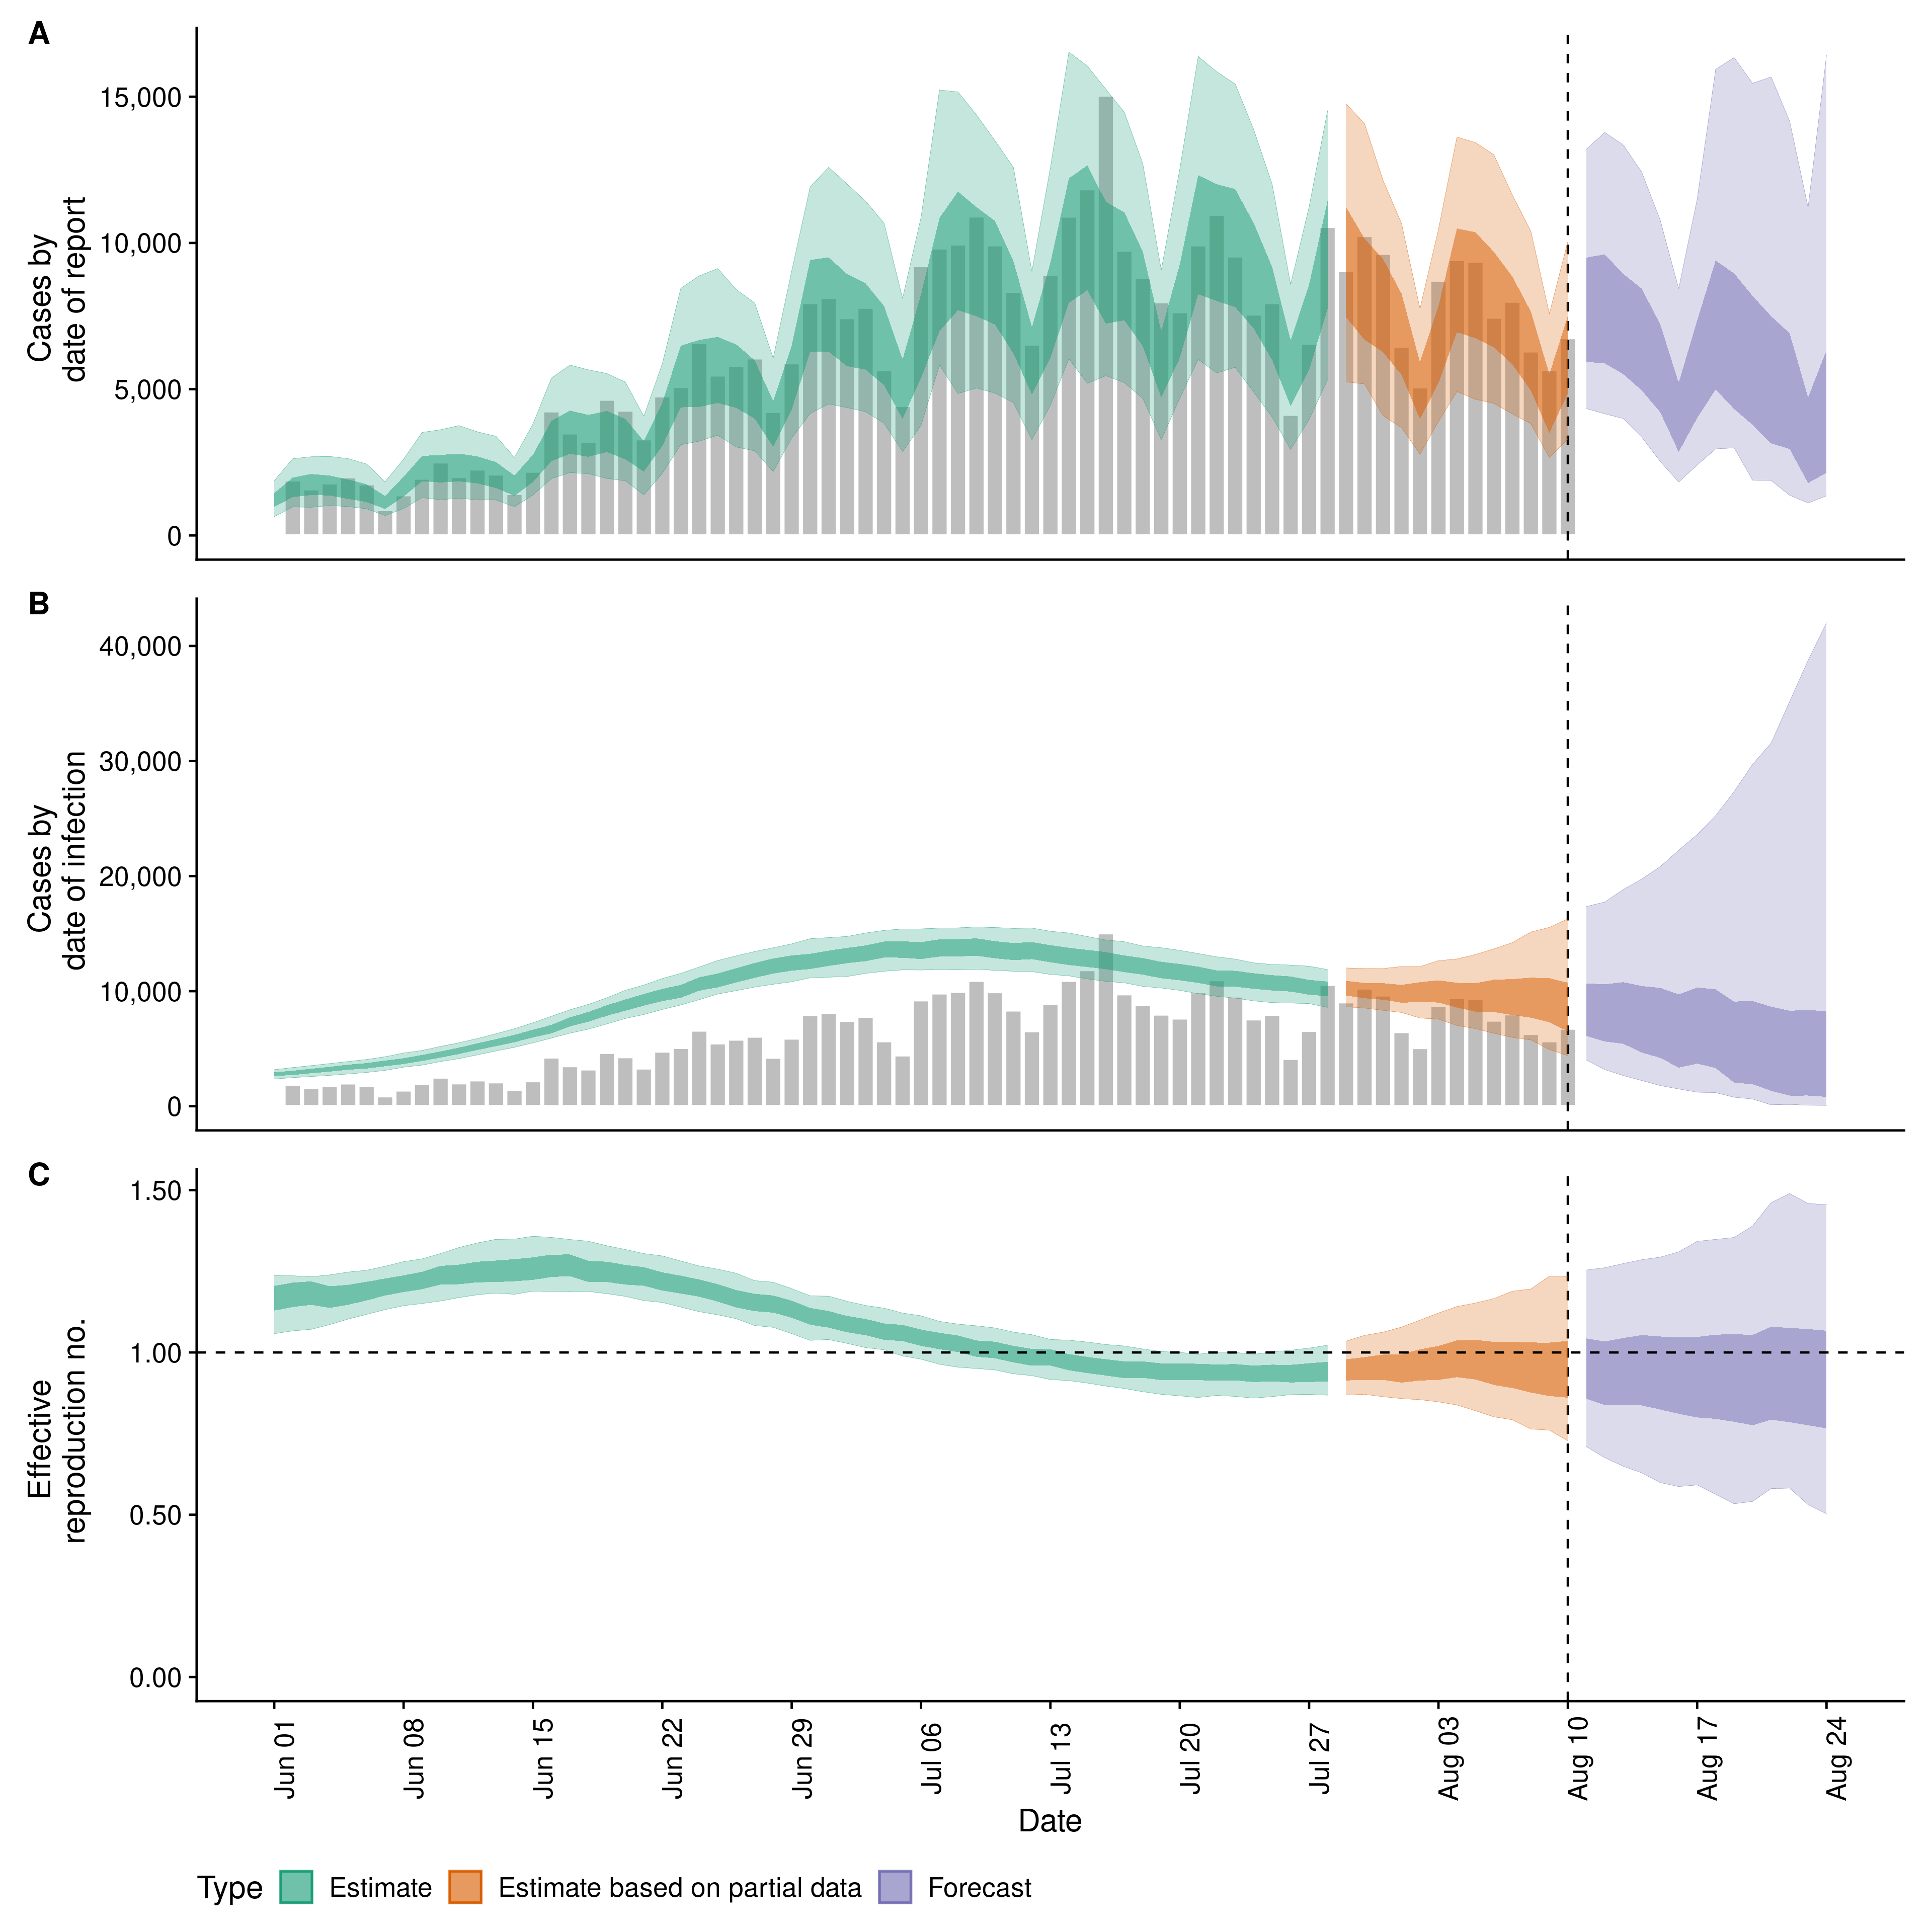 A
Cases by
date of report
15,000
10,000
5,000
0
B
Cases by
date of infection
40,000
30,000
20,000
10,000
0
C
Effective
reproduction no.
1.50
1.00
0.50
0.00
Jun 01
Jun 08
Jun 15
Jun 22
Jun 29
Jul 06
Jul 13
Jul 20
Jul 27
Aug 03
Aug 10
Aug 17
Aug 24
Date
Type Estimate Estimate based on partial data Forecast